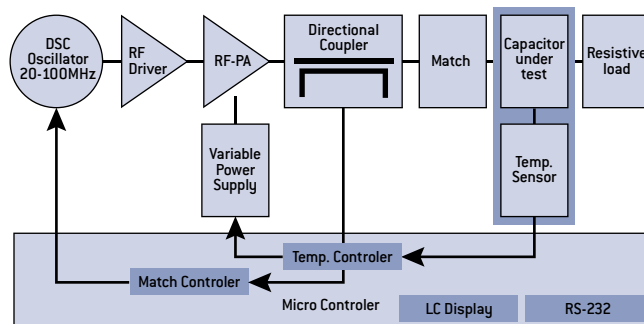 DSC
Oscillator
20-100MHz
RF
Driver
RF-PA
Directional
Coupler
Match
Capacitor
under
test
Resistive
load
Variable
Power
Supply
Temp.
Sensor
Temp. Controler
Match Controler
Micro Controler
LC Display
RS-232